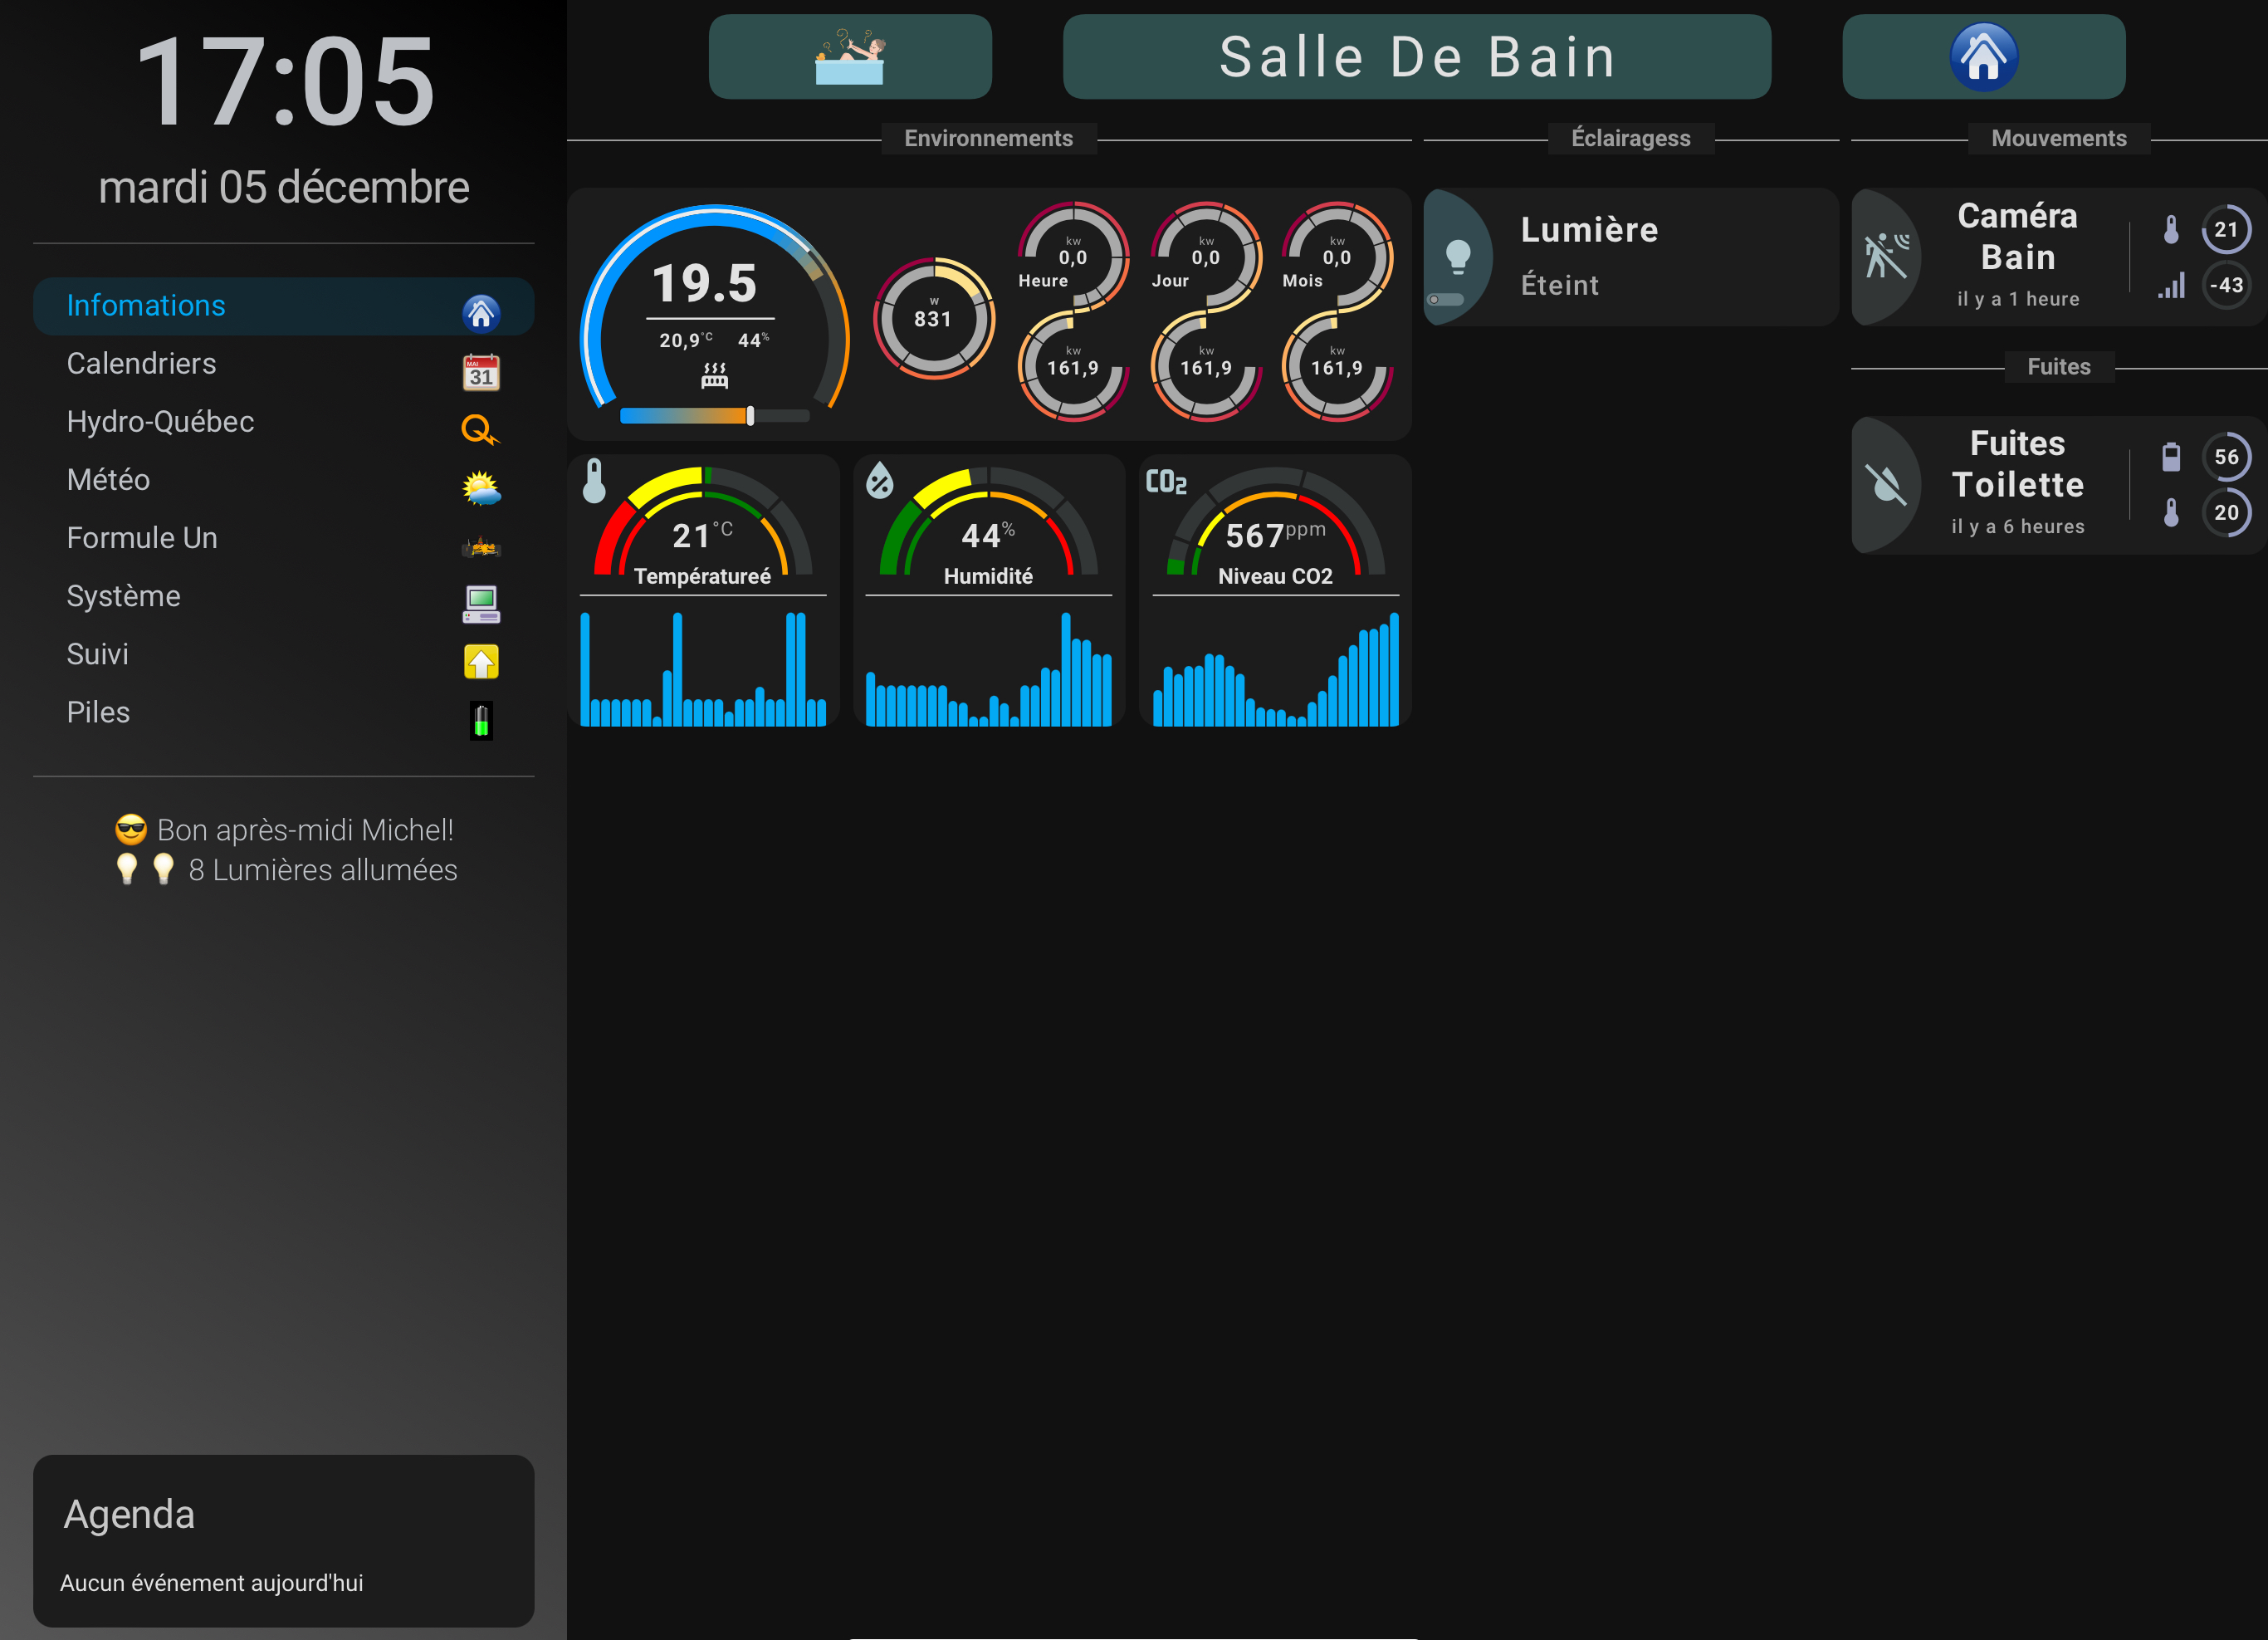 17:05
mardi 05 décembre
Infomations
Calendriers
MAI
31
Hydro-Québec
Météo
Formule Un
Système
Suivi
Piles
😎 Bon après-midi Michel!
💡 💡 8 Lumières allumées
Agenda
Aucun événement aujourd'hui
Salle De Bain
Environnements
19.5
20,9°C 44%
w
831
kw
0,0
Heure
kw
161,9
kw
0,0
Jour
kw
161,9
kw
0,0
Mois
kw
161,9
21°C
Températureé
44%
Humidité
CO2
567ppm
Niveau CO2
Éclairagess
Lumière
Éteint
Mouvements
Caméra
Bain
il y a 1 heure
21
-43
Fuites
Fuites
Toilette
il y a 6 heures
56
20